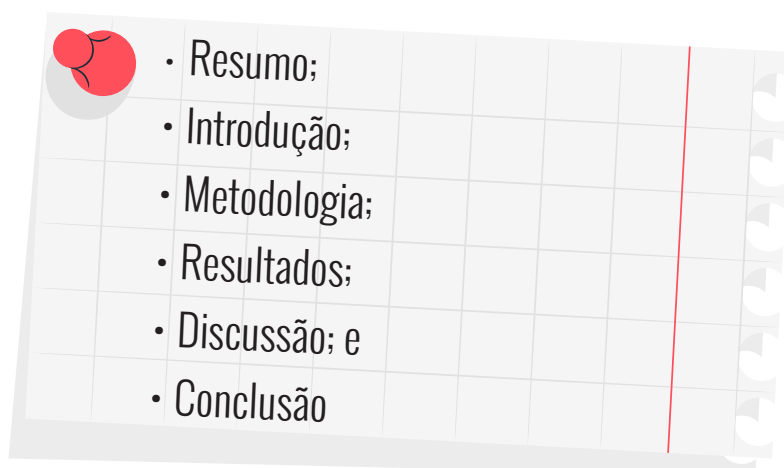 • Resumo;
• Introdução;
• Metodologia;
• Resultados;
• Discussão; e
• Conclusão